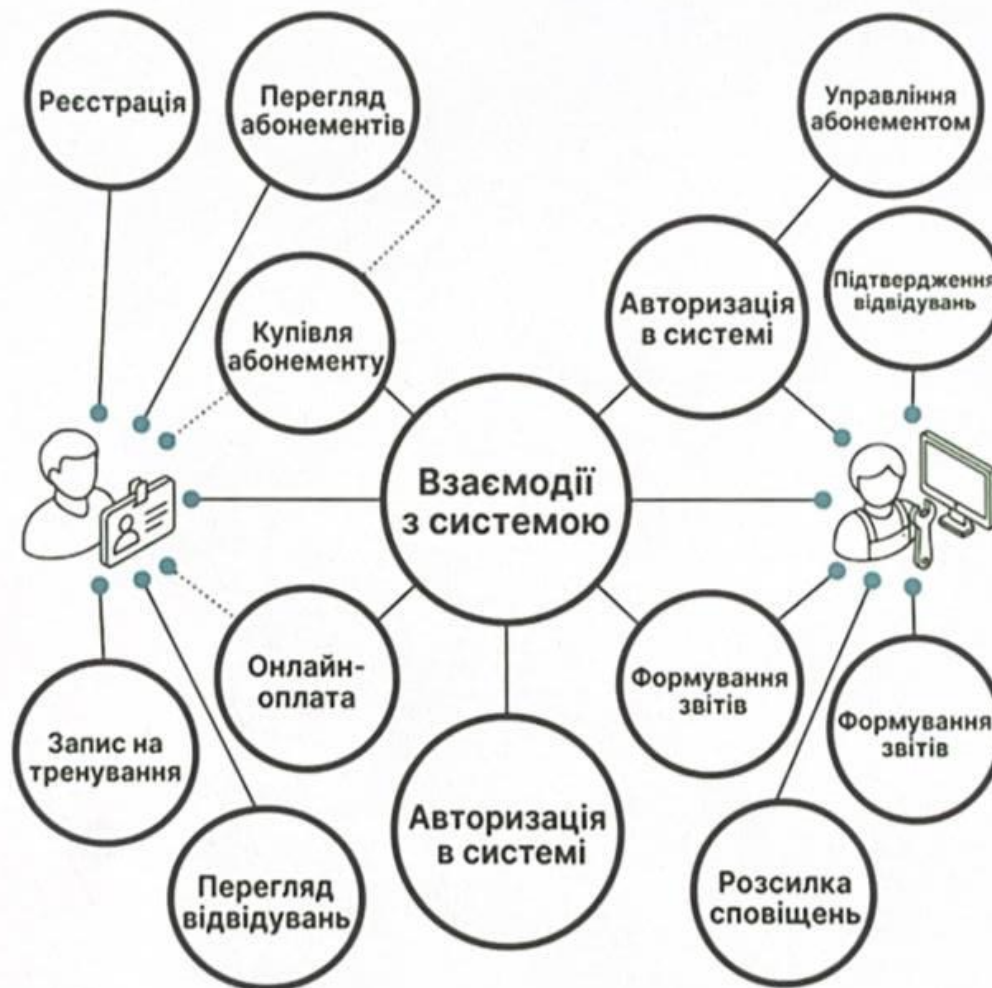 Реєстрація
Перегляд
абонементів
Управління
абонементом
Купівля
абонементу
Авторизація
в системі
Підтвердження
відвідувань
Взаємодії
з системою
Онлайн-
оплата
Формування
звітів
Запис на
тренування
Формування
звітів
Авторизація
в системі
Перегляд
відвідувань
Розсилка
сповіщень